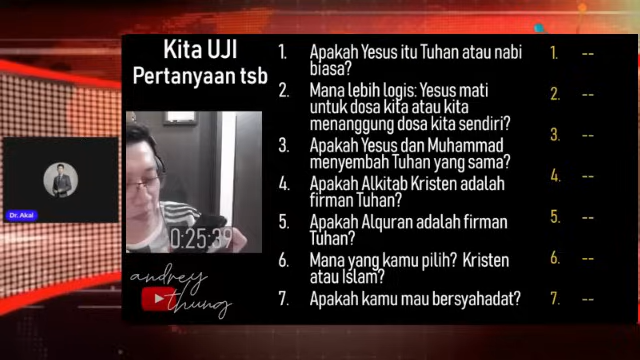 Kita UJI
Pertanyaan tsb
1. Apakah Yesus itu Tuhan atau nabi
biasa?
2. Mana lebih logis: Yesus mati
untuk dosa kita atau kita
menanggung dosa kita sendiri?
3. Apakah Yesus dan Muhammad
menyembah Tuhan yang sama?
4. Apakah Alkitab Kristen adalah
firman Tuhan?
5. Apakah Alquran adalah firman
Tuhan?
6. Mana yang kamu pilih? Kristen
atau Islam?
7. Apakah kamu mau bersyahadat?
1. --
2. --
3. --
4. --
5. --
6. --
7. --
Dr. Akal
0:25:39
andrey
thung